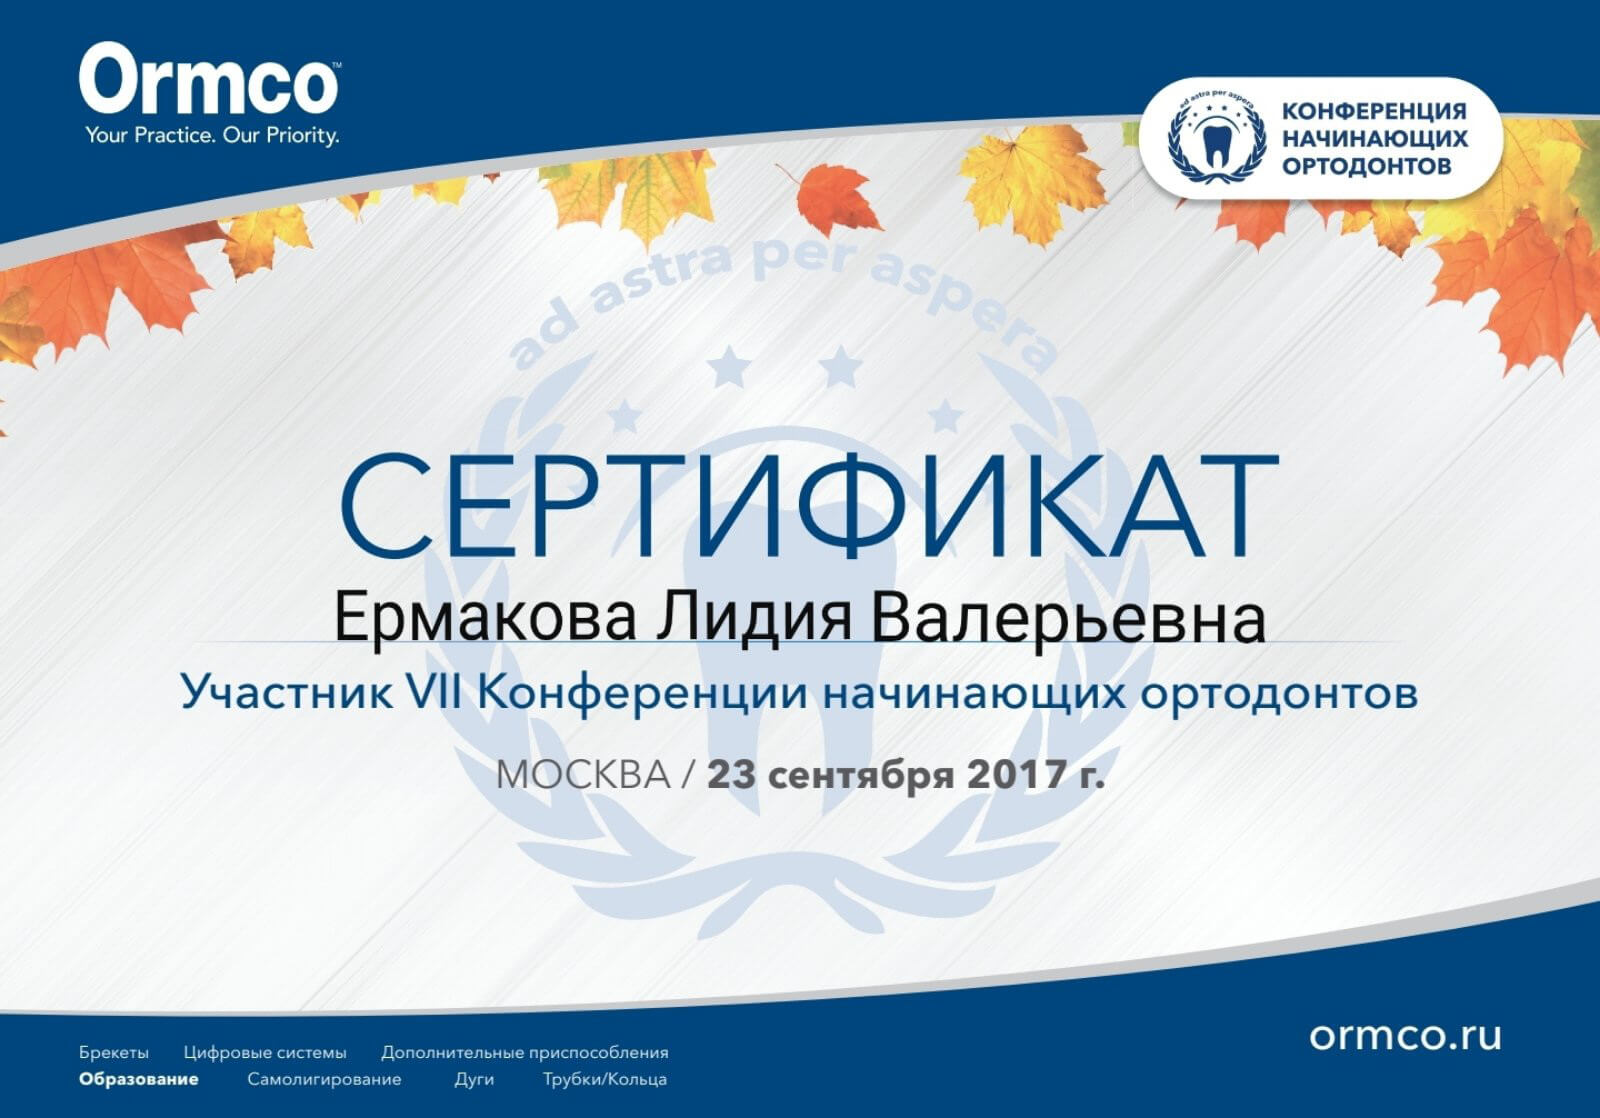 Ormco™
Your Practice. Our Priority.
ad astra per aspera
КОНФЕРЕНЦИЯ
НАЧИНАЮЩИХ
ОРТОДОНТОВ
ad astra per aspera
СЕРТИФИКАТ
Ермакова Лидия Валерьевна
Участник VII Конференции начинающих ортодонтов
МОСКВА / 23 сентября 2017 г.
ormco.ru
Брекеты Цифровые системы Дополнительные приспособления
Образование Самолигирование Дуги Трубки/Кольца